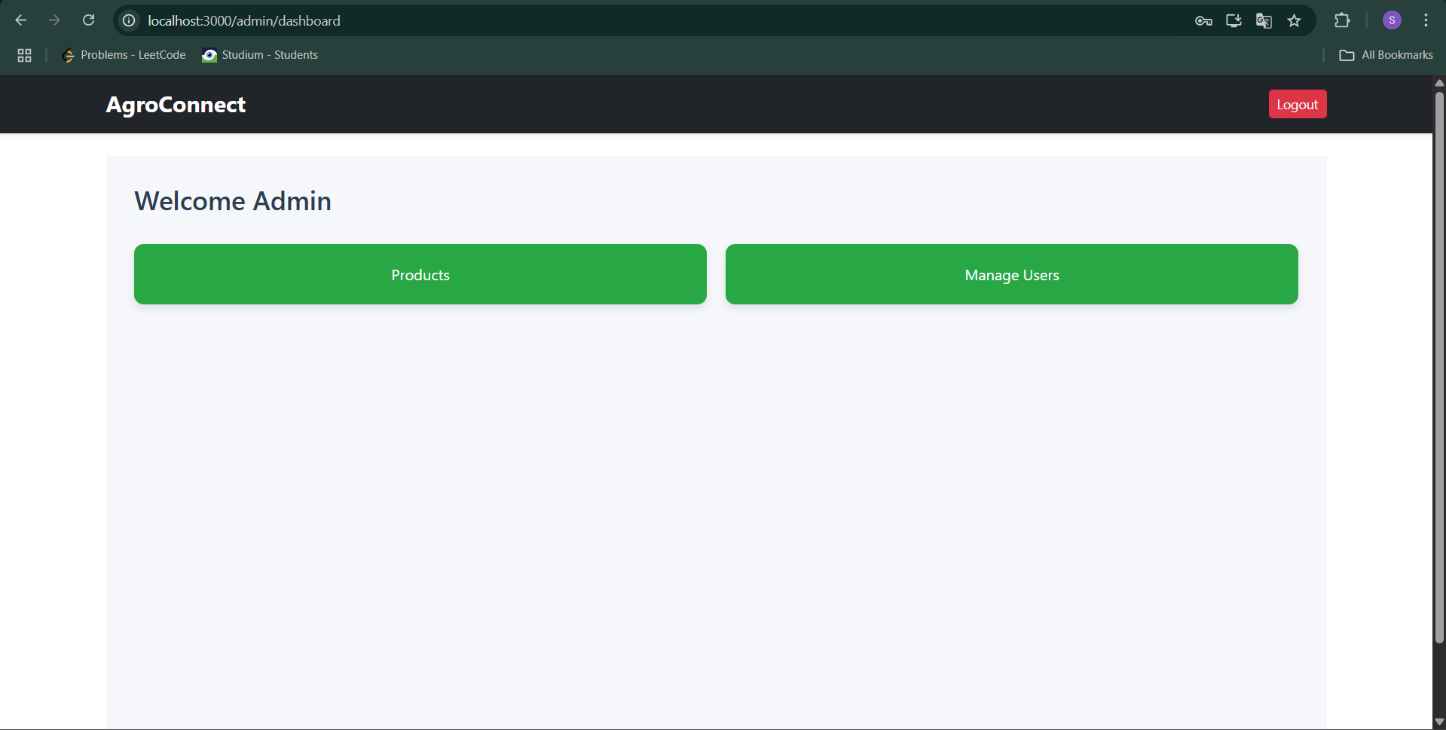 localhost:3000/admin/dashboard
S
Problems - LeetCode
Studium - Students
All Bookmarks
AgroConnect
Logout
Welcome Admin
Products
Manage Users